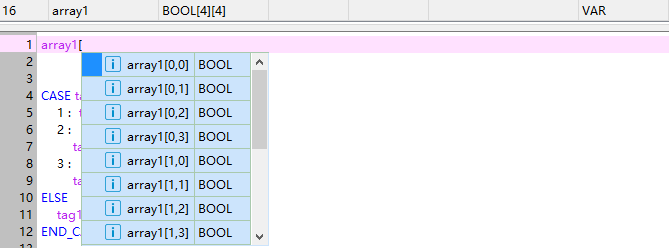 16 array1 BOOL[4][4] VAR
1 array1[
2 array1[0,0] BOOL
3 array1[0,1] BOOL
4 CASE ta array1[0,2] BOOL
5 1 : array1[0,3] BOOL
6 2 :
7 ta array1[1,0] BOOL
8 3 : array1[1,1] BOOL
9 ta
10 ELSE array1[1,2] BOOL
11 tag1
12 END_C array1[1,3] BOOL